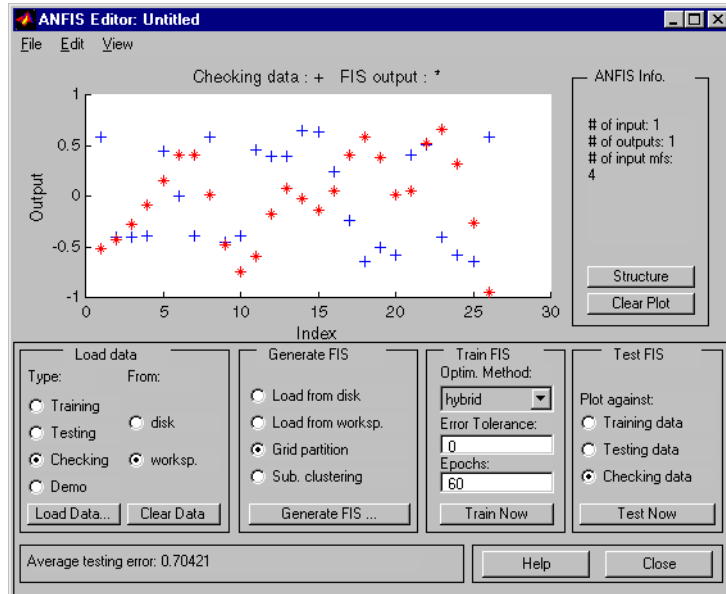 ANFIS Editor: Untitled
File Edit View
Checking data : + FIS output : *
1
0.5
0
-0.5
-1
Output
0 5 10 15 20 25 30
Index
ANFIS Info.
# of input: 1
# of outputs: 1
# of input mfs:
4
Structure
Clear Plot
Load data
Type: From:
Training
disk
Testing
Checking
worksp.
Demo
Load Data... Clear Data
Generate FIS
Load from disk
Load from worksp.
Grid partition
Sub. clustering
Generate FIS ...
Train FIS
Optim. Method:
hybrid
Error Tolerance:
0
Epochs:
60
Train Now
Test FIS
Plot against:
Training data
Testing data
Checking data
Test Now
Average testing error: 0.70421
Help Close